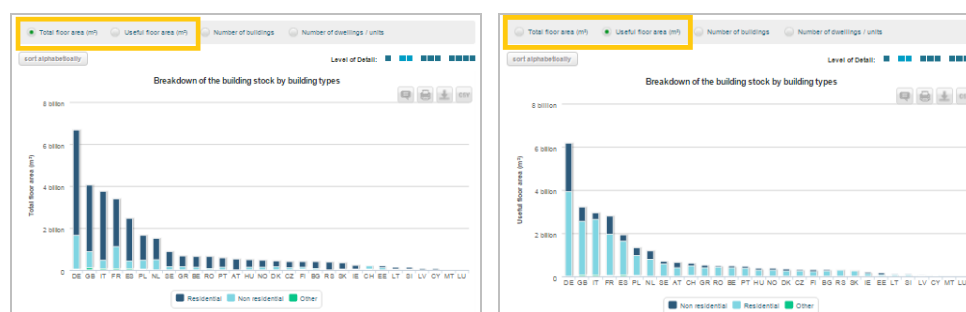 Total floor area (m²) Useful floor area (m²) Number of buildings Number of dwellings / units
sort alphabetically Level of Detail:
Breakdown of the building stock by building types
CSV
8 billion
6 billion
4 billion
2 billion
0
Total floor area (m²)
DE GB IT FR ES PL NL SE GR BE RO PT AT HU NO DK CZ FI BG RS SK IE CH EE LT SI LV CY MT LU
Residential Non residential Other
Total floor area (m²) Useful floor area (m²) Number of buildings Number of dwellings / units
sort alphabetically Level of Detail:
Breakdown of the building stock by building types
8 billion
6 billion
4 billion
2 billion
0
Useful floor area (m²)
DE GB IT FR ES PL NL SE AT CH GR RO BE PT HU NO DK CZ FI BG RS SK IE EE LT SI LV CY MT LU
Non residential Residential Other